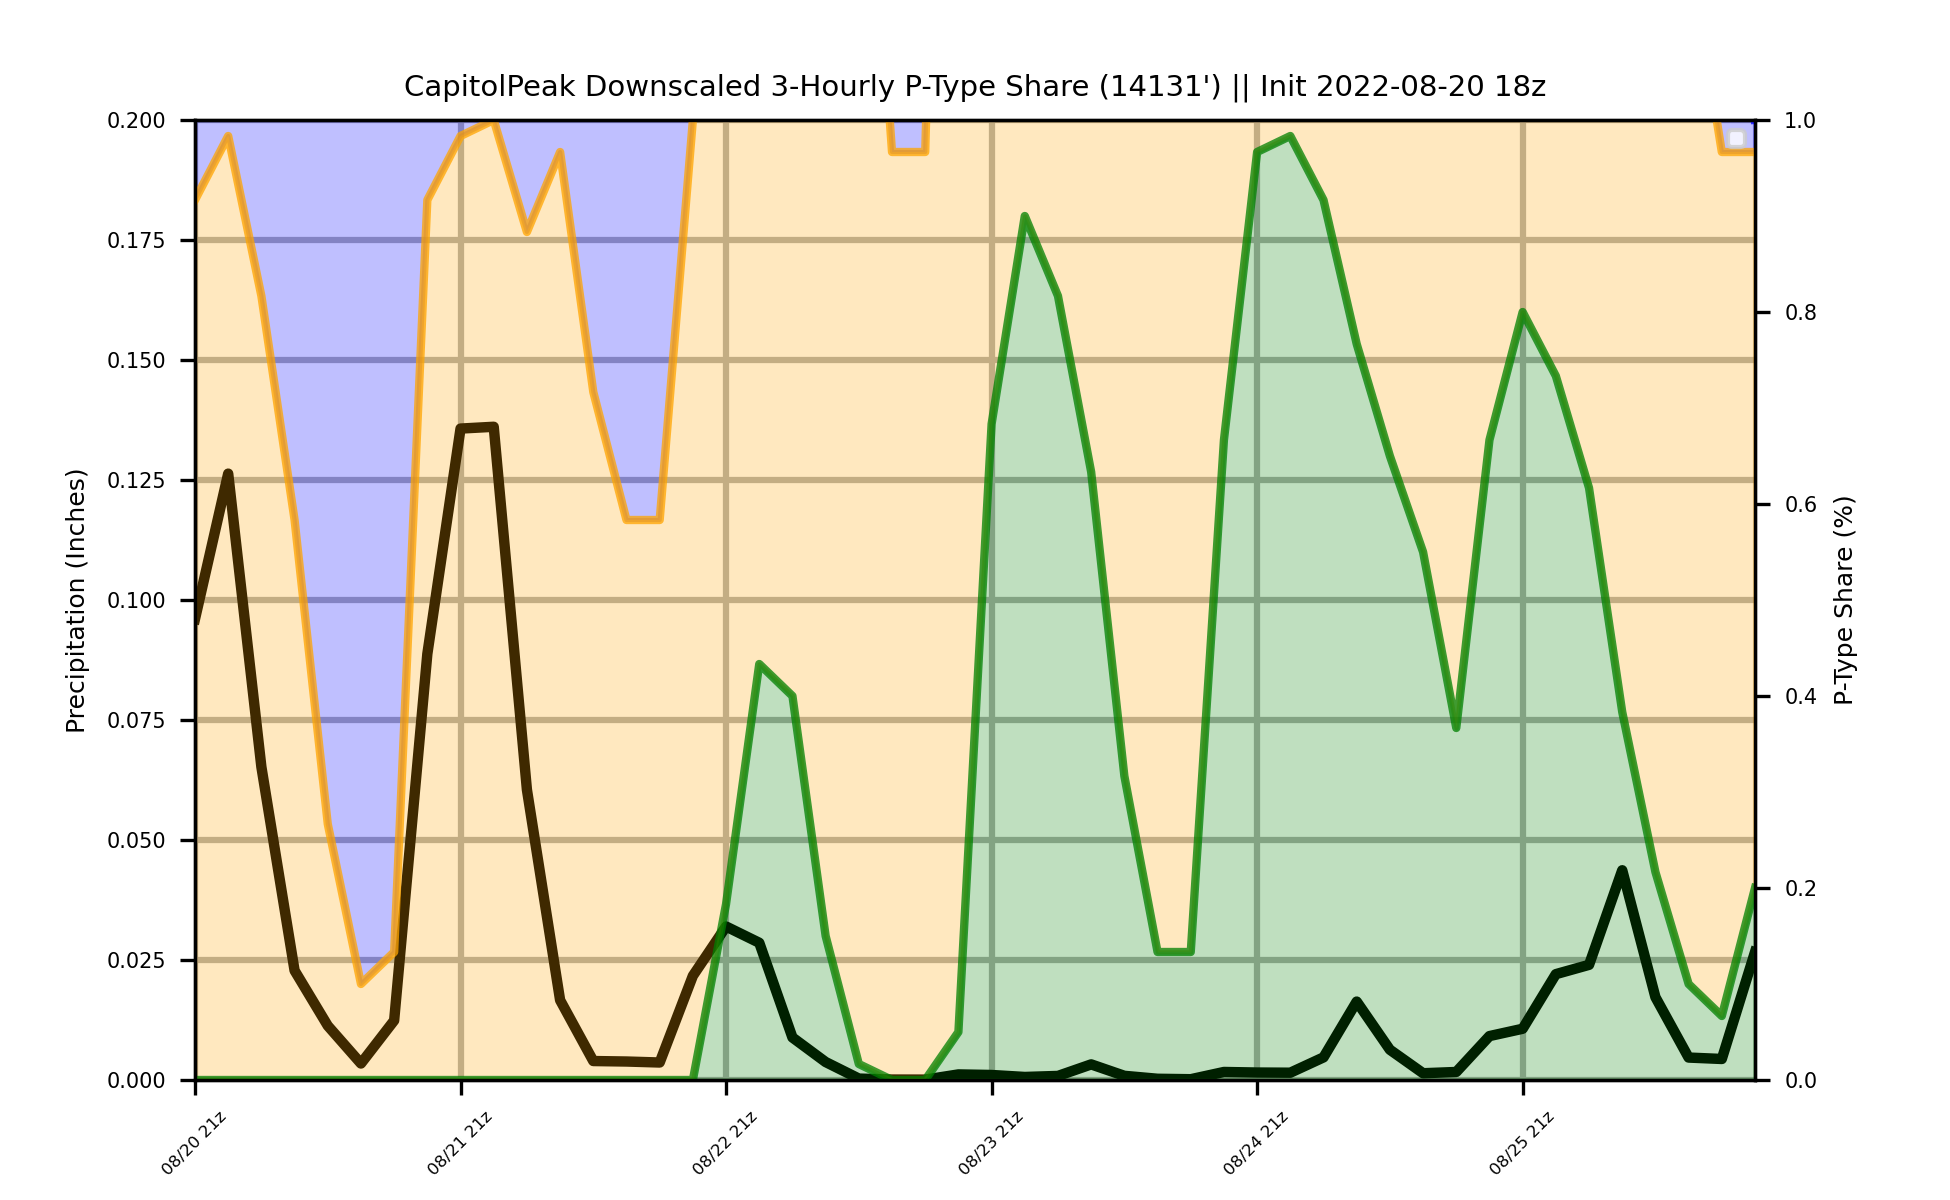 CapitolPeak Downscaled 3-Hourly P-Type Share (14131') || Init 2022-08-20 18z
0.200
0.175
0.150
0.125
0.100
0.075
0.050
0.025
0.000
Precipitation (Inches)
1.0
0.8
0.6
0.4
0.2
0.0
P-Type Share (%)
08/20 21z
08/21 21z
08/22 21z
08/23 21z
08/24 21z
08/25 21z